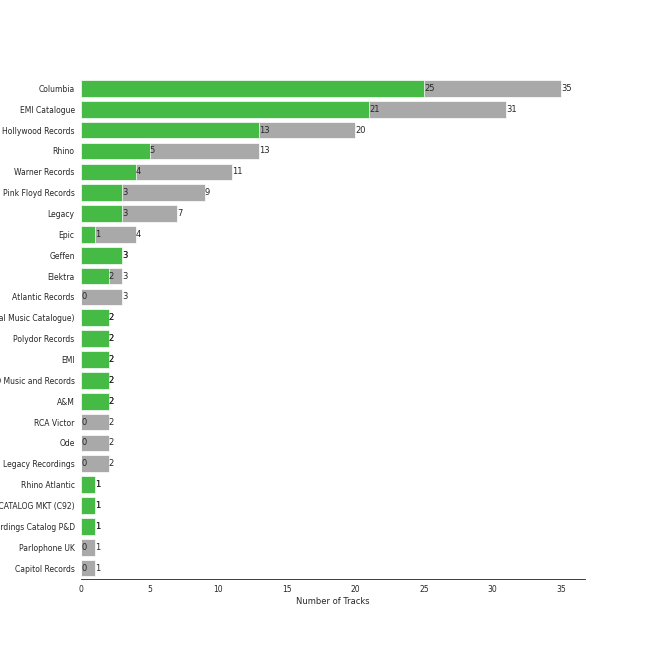 Columbia 25 35
EMI Catalogue 21 31
Hollywood Records 13 20
Rhino 5 13
Warner Records 4 11
Pink Floyd Records 3 9
Legacy 3 7
Epic 1 4
Geffen 3
Elektra 2 3
Atlantic Records 0 3
al Music Catalogue) 2
Polydor Records 2
EMI 2
Music and Records 2
A&M 2
RCA Victor 0 2
Ode 0 2
Legacy Recordings 0 2
Rhino Atlantic 1
CATALOG MKT (C92) 1
rdings Catalog P&D 1
Parlophone UK 0 1
Capitol Records 0 1
0 5 10 15 20 25 30 35
Number of Tracks